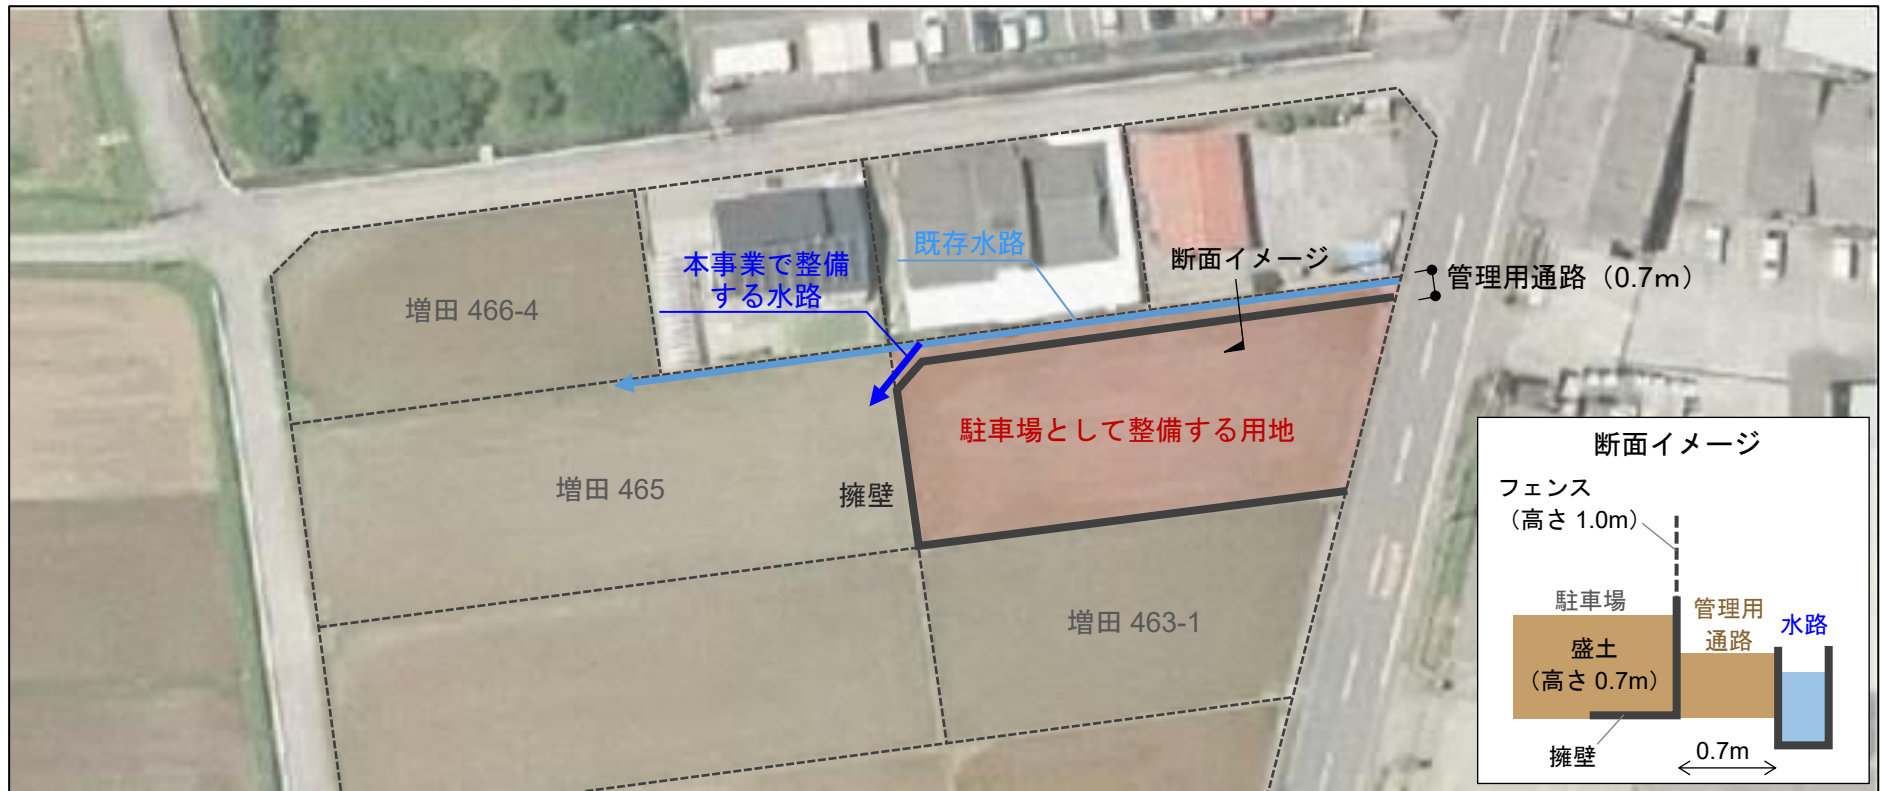 既存水路
断面イメージ
本事業で整備
する水路
管理用通路（0.7ｍ）
増田 466-4
駐車場として整備する用地
増田 465
擁壁
増田 463-1
断面イメージ
フェンス
（高さ 1.0m）
駐車場
管理用
通路
水路
盛土
（高さ 0.7m）
擁壁
0.7m